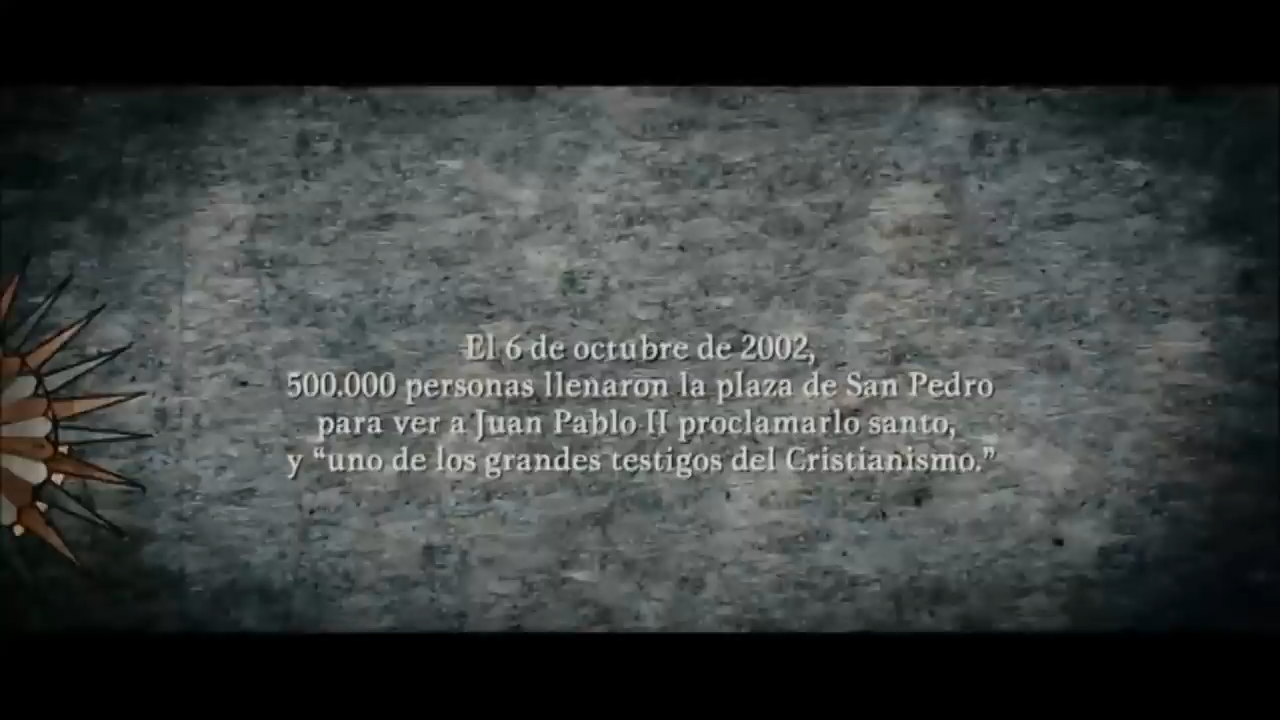 El 6 de octubre de 2002,
500.000 personas llenaron la plaza de San Pedro
para ver a Juan Pablo II proclamarlo santo,
y “uno de los grandes testigos del Cristianismo.”